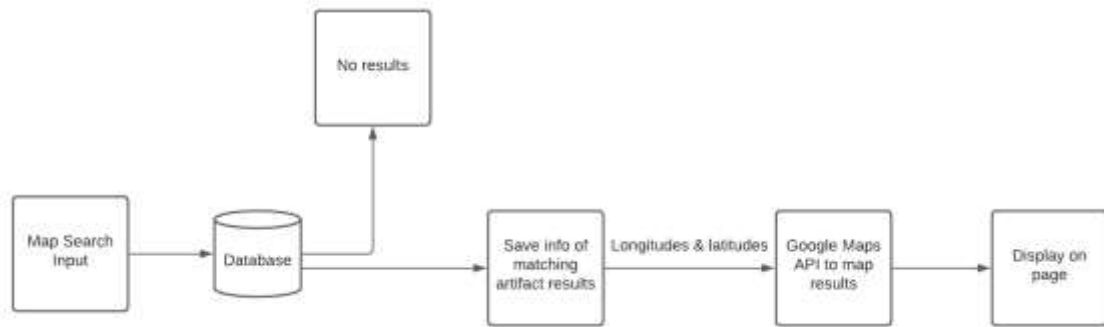 No results
Map Search
Input
Database
Save info of
matching
artifact results
Longitudes & latitudes
Google Maps
API to map
results
Display on
page